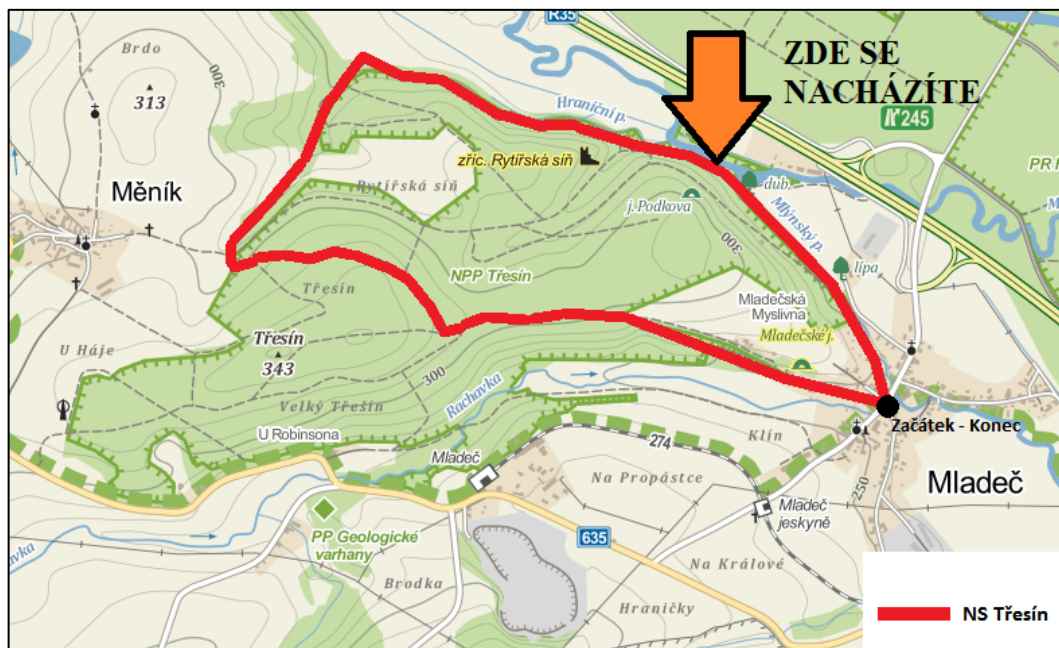 R35
Brdo
300
313
ZDE SE
NACHÁZÍTE
Hraniční p.
245
zříc. Rytířská síň
PR
Měník
Rytířská síň
dub
j. Podkova
Mlýnský p.
300
lípa
NPP Třesín
Třesín
Mladečská
Myslivna
Mladečské j.
Třesín
343
U Háje
300
Rachavka
Velký Třesín
Začátek - Konec
U Robinsona
Klín
274
Mladeč
250
Na Propástce
Mladeč
Mladeč
jeskyně
635
PP Geologické
varhany
Na Králové
Brodka
Hraničky
NS Třesín